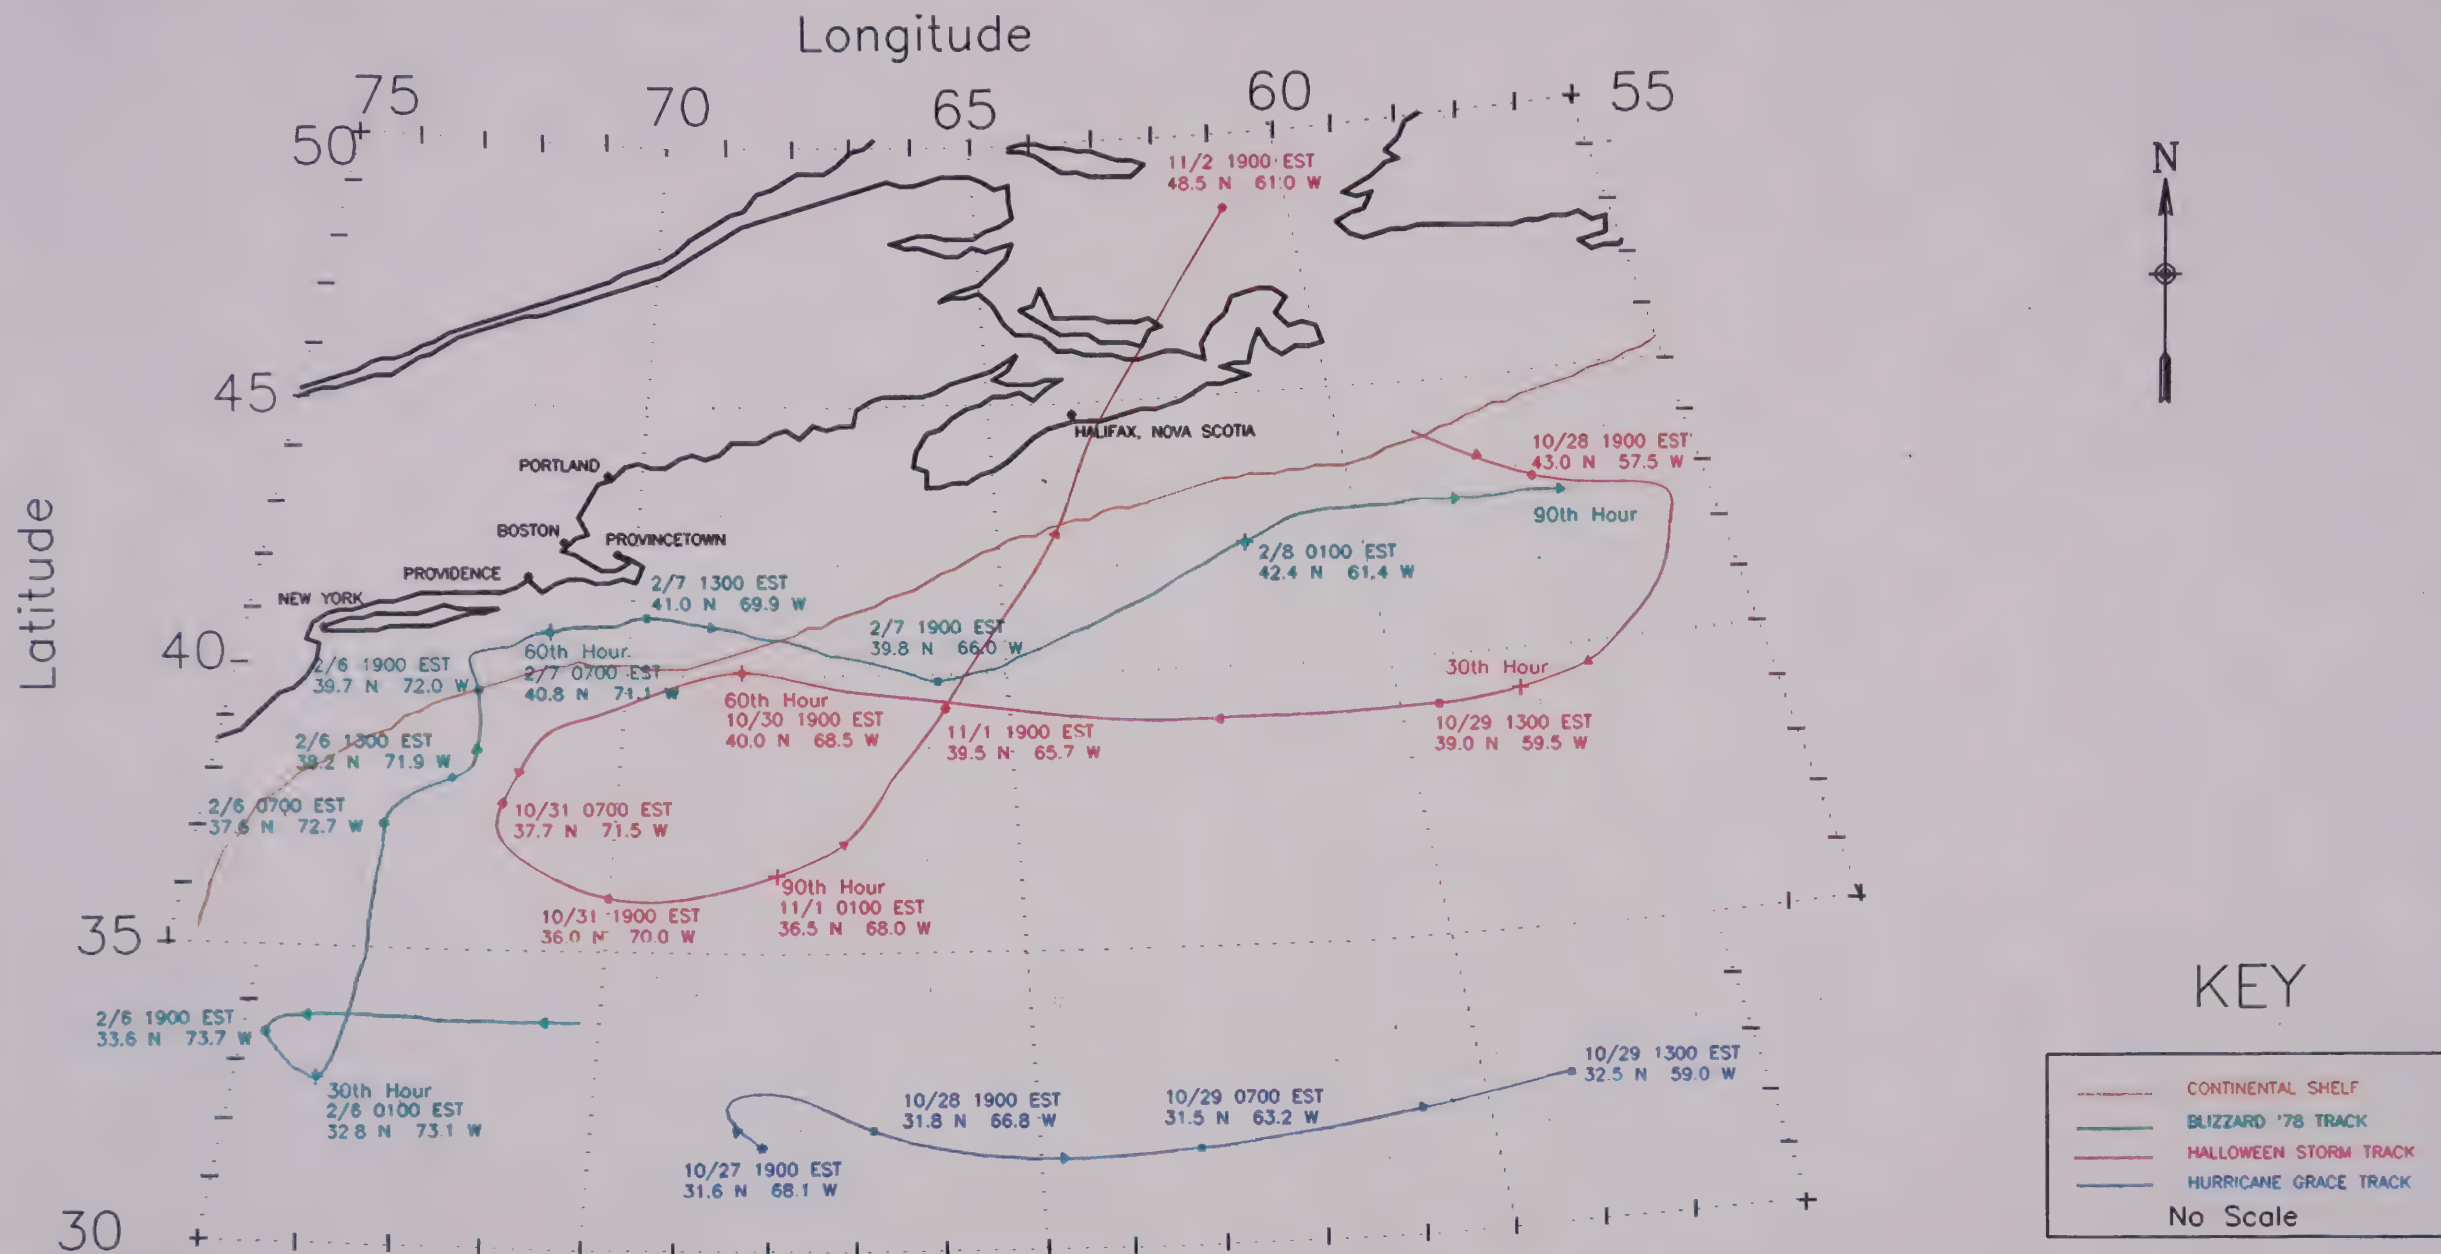 Longitude
75
70
65
60
55
50
45
40
35
30
Latitude
N
11/2 1900 EST
48.5 N 61.0 W
HALIFAX, NOVA SCOTIA
PORTLAND
BOSTON
PROVINCETOWN
PROVIDENCE
NEW YORK
10/28 1900 EST
43.0 N 57.5 W
90th Hour
2/8 0100 EST
42.4 N 61.4 W
2/7 1300 EST
41.0 N 69.9 W
2/7 1900 EST
39.8 N 66.0 W
2/6 1900 EST
39.7 N 72.0 W
60th Hour
2/7 0700 EST
40.8 N 71.1 W
30th Hour
10/29 1300 EST
39.0 N 59.5 W
60th Hour
10/30 1900 EST
40.0 N 68.5 W
11/1 1900 EST
39.5 N 65.7 W
2/6 1300 EST
38.2 N 71.9 W
2/6 0700 EST
37.6 N 72.7 W
10/31 0700 EST
37.7 N 71.5 W
90th Hour
11/1 0100 EST
36.5 N 68.0 W
10/31 1900 EST
36.0 N 70.0 W
2/6 1900 EST
33.6 N 73.7 W
30th Hour
2/6 0100 EST
32.8 N 73.1 W
10/27 1900 EST
31.6 N 68.1 W
10/28 1900 EST
31.8 N 66.8 W
10/29 0700 EST
31.5 N 63.2 W
10/29 1300 EST
32.5 N 59.0 W
KEY
CONTINENTAL SHELF
BLIZZARD '78 TRACK
HALLOWEEN STORM TRACK
HURRICANE GRACE TRACK
No Scale